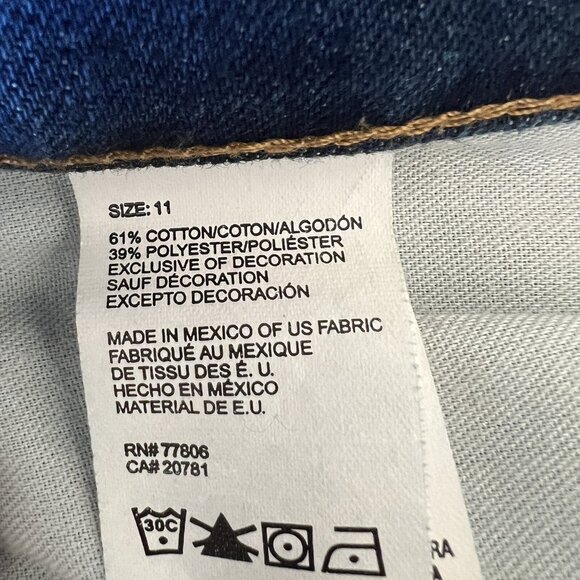 SIZE: 11
61% COTTON/COTON/ALGODÓN
39% POLYESTER/POLIÉSTER
EXCLUSIVE OF DECORATION
SAUF DÉCORATION
EXCEPTO DECORACIÓN
MADE IN MEXICO OF US FABRIC
FABRIQUÉ AU MEXIQUE
DE TISSU DES É. U.
HECHO EN MÉXICO
MATERIAL DE E.U.
RN# 77806
CA# 20781
30C
RA
A